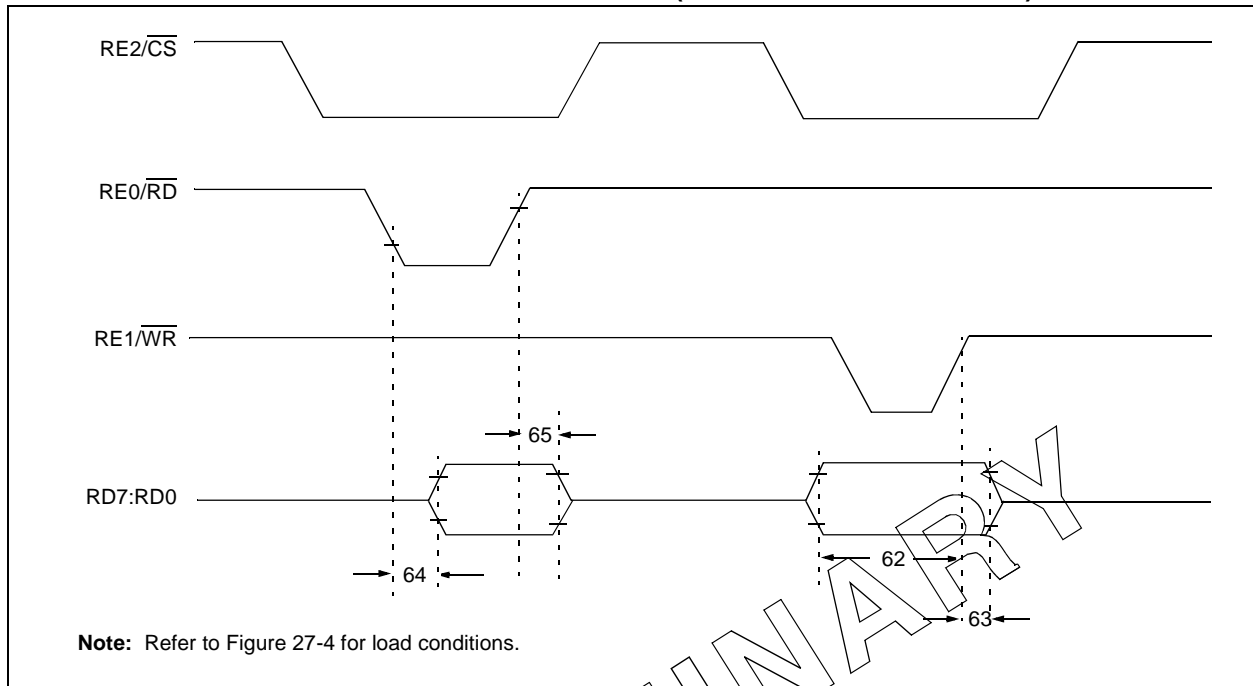 RE2/CS
RE0/RD
RE1/WR
65
RD7:RD0
62
64
63
Note: Refer to Figure 27-4 for load conditions.